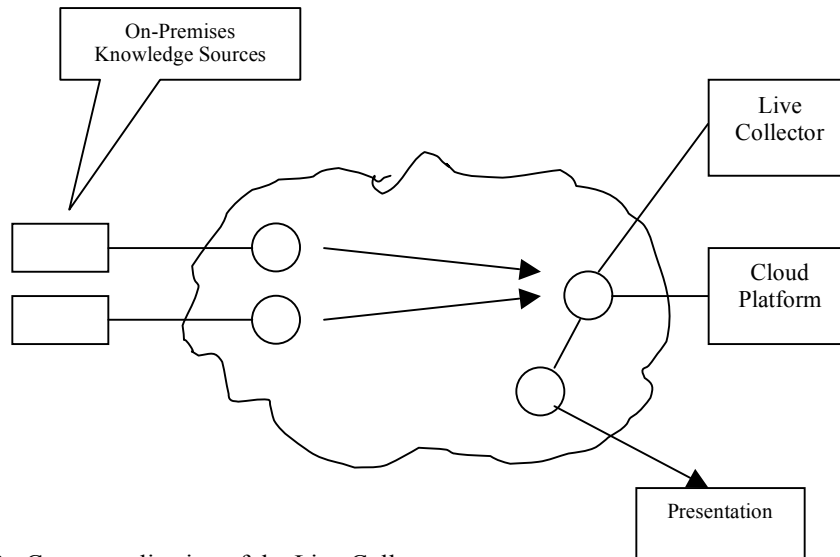 On-Premises
Knowledge Sources
Live
Collector
Cloud
Platform
Presentation